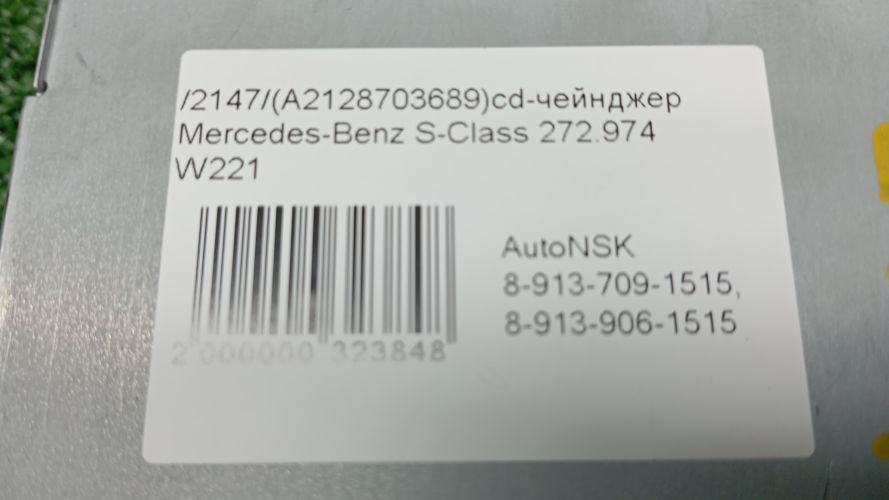 /2147/(A2128703689)cd-чейнджер
Mercedes-Benz S-Class 272.974
W221
AutoNSK
8-913-709-1515,
8-913-906-1515
2 000000 323848